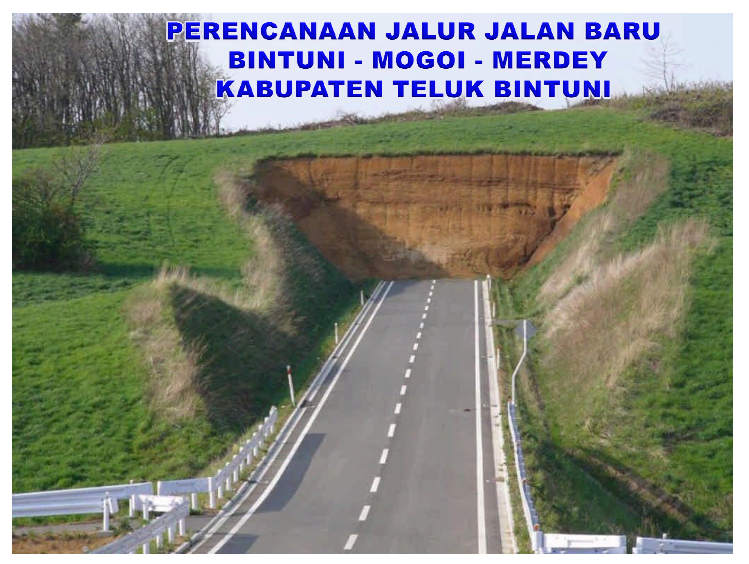 PERENCANAAN JALUR JALAN BARU
BINTUNI - MOGOI - MERDEY
KABUPATEN TELUK BINTUNI